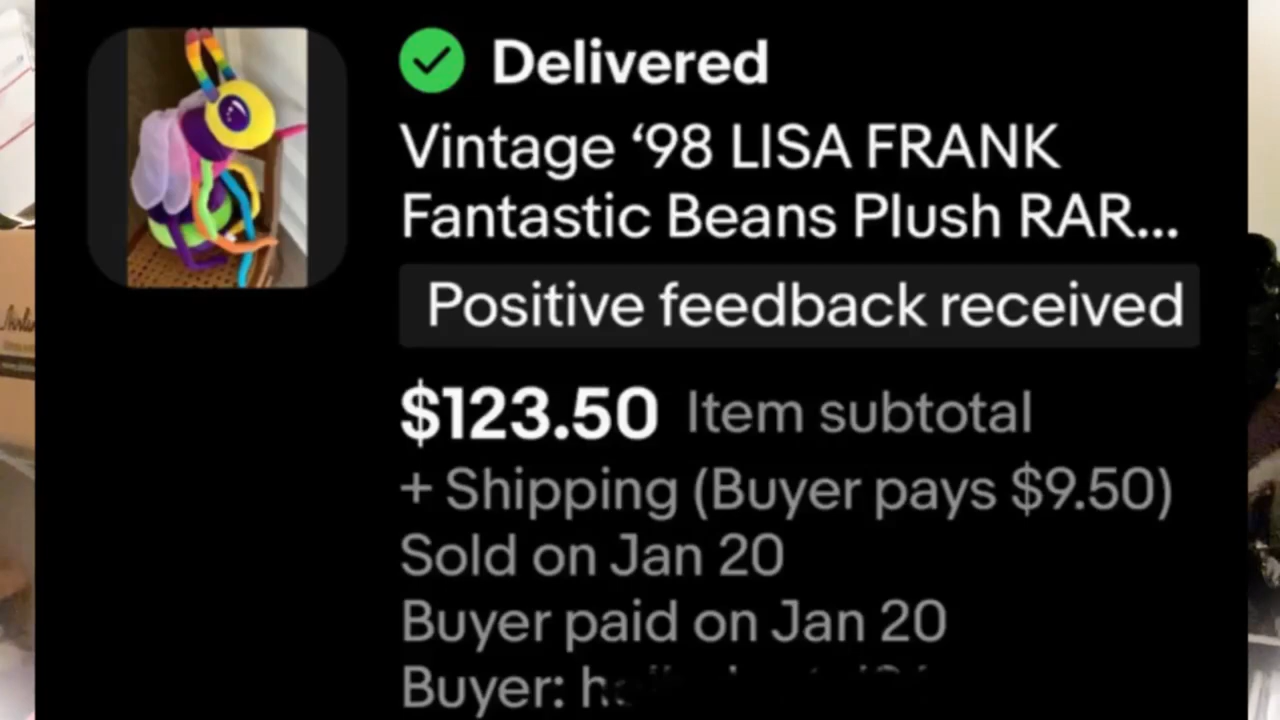 Delivered
Vintage ‘98 LISA FRANK
Fantastic Beans Plush RAR...
Positive feedback received
$123.50 Item subtotal
+ Shipping (Buyer pays $9.50)
Sold on Jan 20
Buyer paid on Jan 20
Buyer: